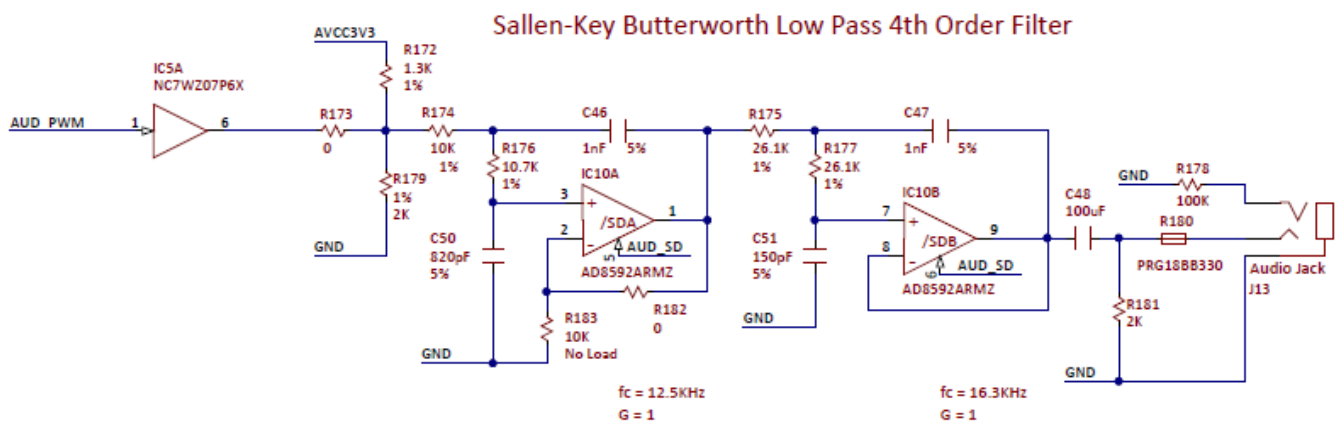 Sallen-Key Butterworth Low Pass 4th Order Filter
AVCC3V3
R172
1.3K
1%
IC5A
NC7WZ07P6X
AUD_PWM
1
6
R173
0
R174
10K
1%
C46
1nF
5%
R175
26.1K
1%
C47
1nF
5%
R176
10.7K
1%
R177
26.1K
1%
R179
1%
2K
GND
IC10A
3
+
/SDA
1
2
-
5
AUD_SD
AD8592ARMZ
C50
820pF
5%
R182
0
R183
10K
No Load
GND
IC10B
7
+
/SDB
9
8
-
6
AUD_SD
AD8592ARMZ
C51
150pF
5%
GND
C48
100uF
GND
R178
100K
R180
PRG18BB330
Audio Jack
J13
R181
2K
GND
fc = 12.5KHz
G = 1
fc = 16.3KHz
G = 1